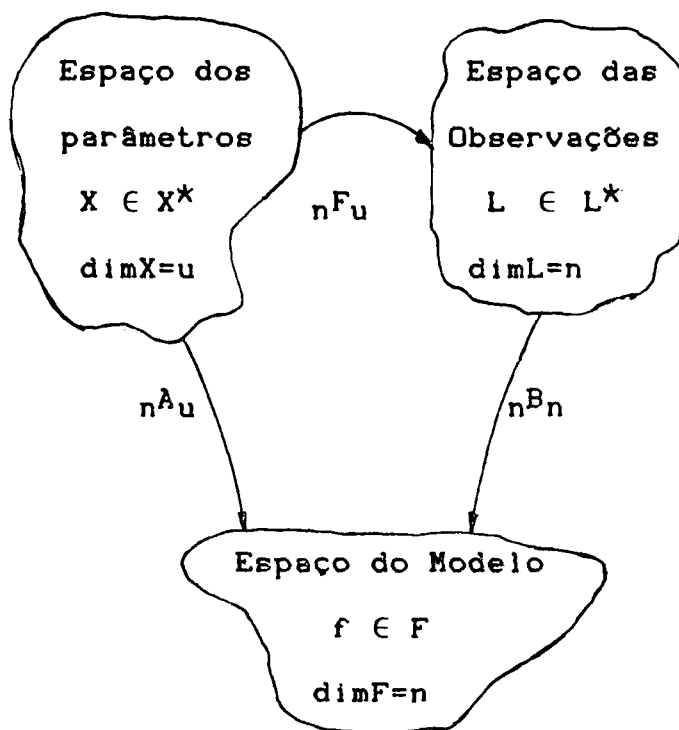 Espaço dos
parâmetros
X ∈ X*
dimX=u
nFu
Espaço das
Observações
L ∈ L*
dimL=n
nAu
nBn
Espaço do Modelo
f ∈ F
dimF=n